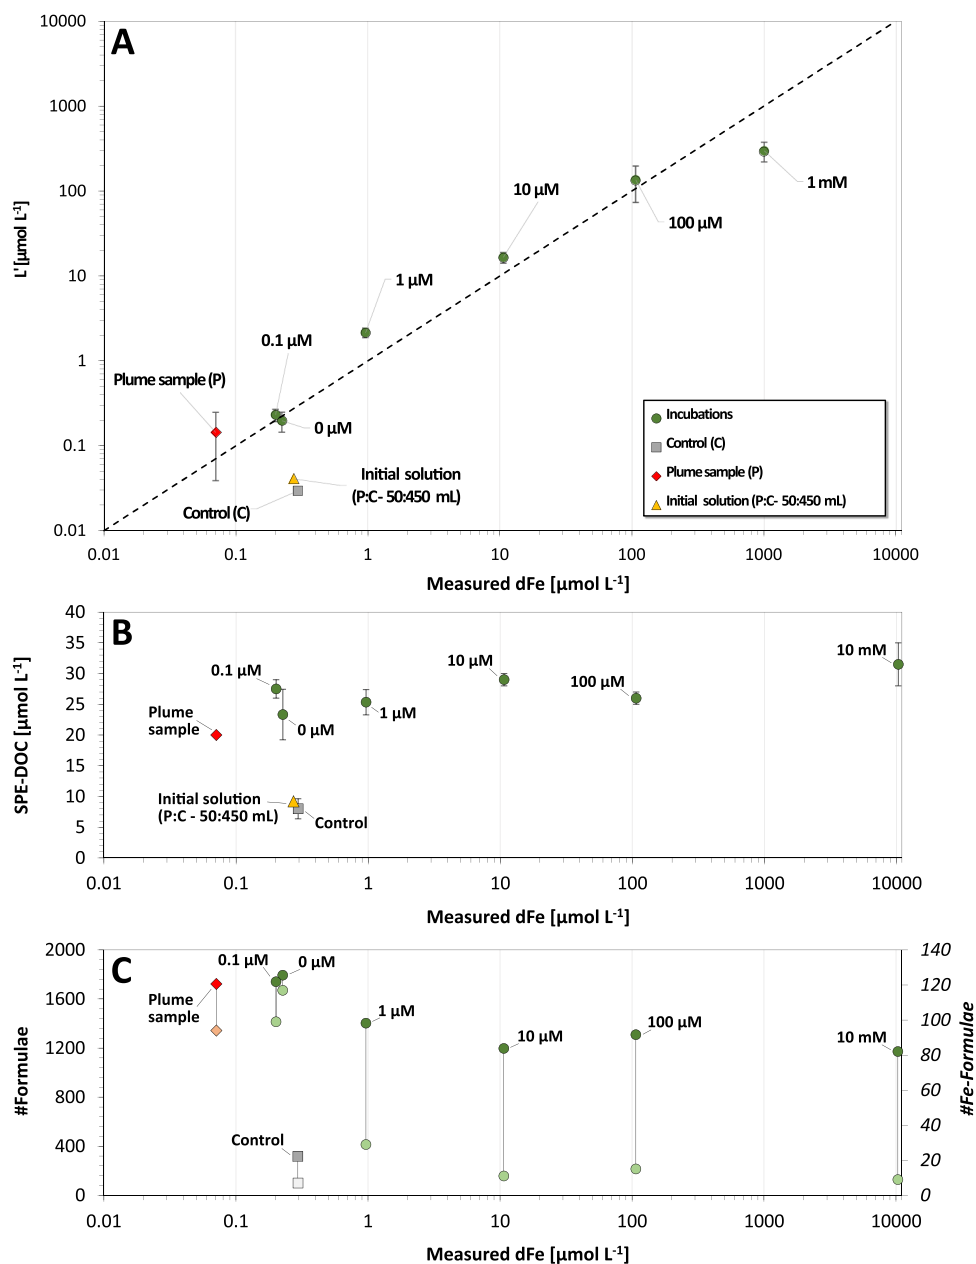 A
10000
1000
100
10
1
0.1
0.01
L' [µmol L-1]
10 µM
1 mM
100 µM
1 µM
0.1 µM
Plume sample (P)
0 µM
Initial solution
(P:C- 50:450 mL)
Control (C)
Incubations
Control (C)
Plume sample (P)
Initial solution (P:C- 50:450 mL)
0.01 0.1 1 10 100 1000 10000
Measured dFe [µmol L-1]
B
40
35
30
25
20
15
10
5
0
SPE-DOC [µmol L-1]
10 mM
10 µM
0.1 µM
100 µM
Plume
sample
1 µM
0 µM
Initial solution
(P:C - 50:450 mL)
Control
0.01 0.1 1 10 100 1000 10000
Measured dFe [µmol L-1]
C
2000
1600
1200
800
400
0
#Formulae
140
120
100
80
60
40
20
0
#Fe-Formulae
0.1 µM
0 µM
Plume
sample
1 µM
10 µM
100 µM
10 mM
Control
0.01 0.1 1 10 100 1000 10000
Measured dFe [µmol L-1]